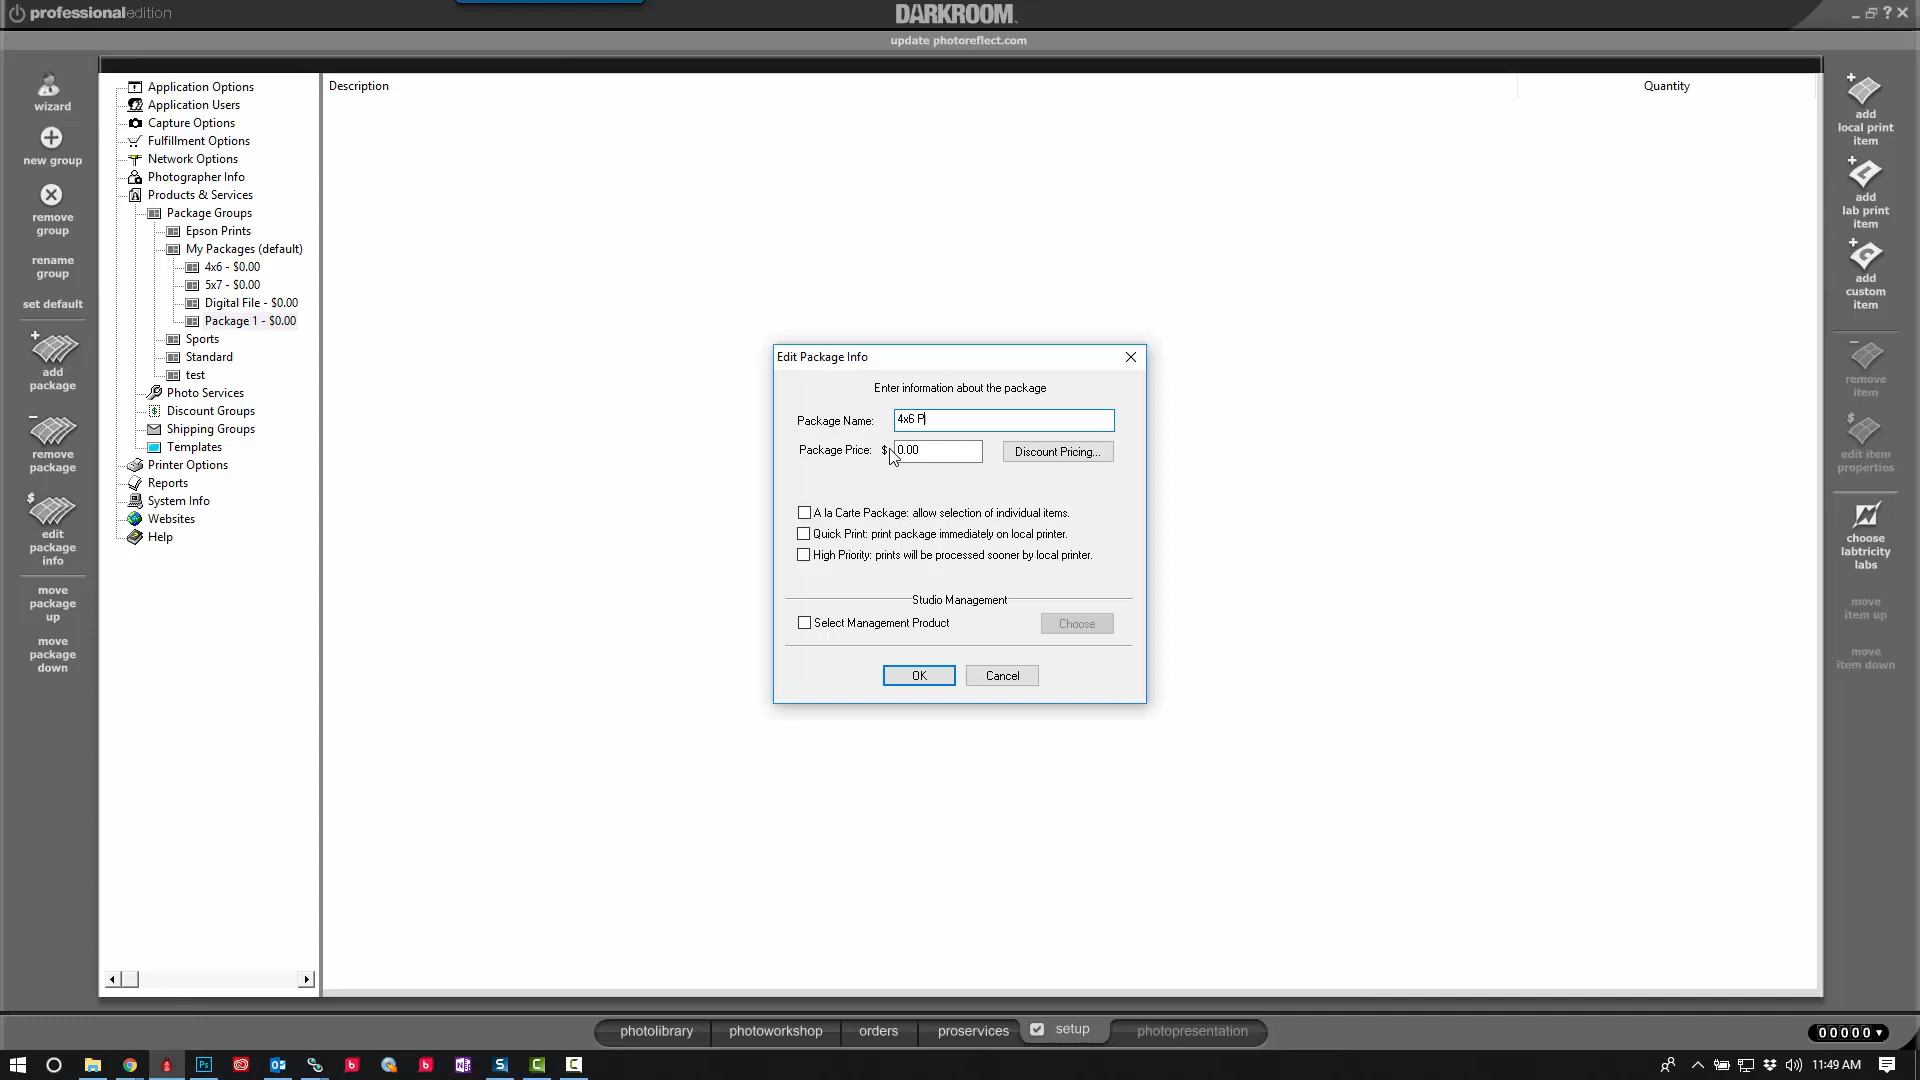 professionaledition
DARKROOM
update photoreflect.com
wizard
new group
remove
group
rename
group
set default
add
package
remove
package
edit
package
info
move
package
up
move
package
down
Application Options
Application Users
Capture Options
Fulfillment Options
Network Options
Photographer Info
Products & Services
Package Groups
Epson Prints
My Packages (default)
4x6 - $0.00
5x7 - $0.00
Digital File - $0.00
Package 1 - $0.00
Sports
Standard
test
Photo Services
Discount Groups
Shipping Groups
Templates
Printer Options
Reports
System Info
Websites
Help
Description
Quantity
Edit Package Info
Enter information about the package
Package Name: 4x6 P
Package Price: $ 0.00 Discount Pricing...
A la Carte Package: allow selection of individual items.
Quick Print: print package immediately on local printer.
High Priority: prints will be processed sooner by local printer.
Studio Management
Select Management Product Choose
OK Cancel
add
local print
item
add
lab print
item
add
custom
item
remove
item
edit item
properties
choose
labtricity
labs
move
item up
move
item down
photolibrary photoworkshop orders proservices setup photopresentation
00000
11:49 AM